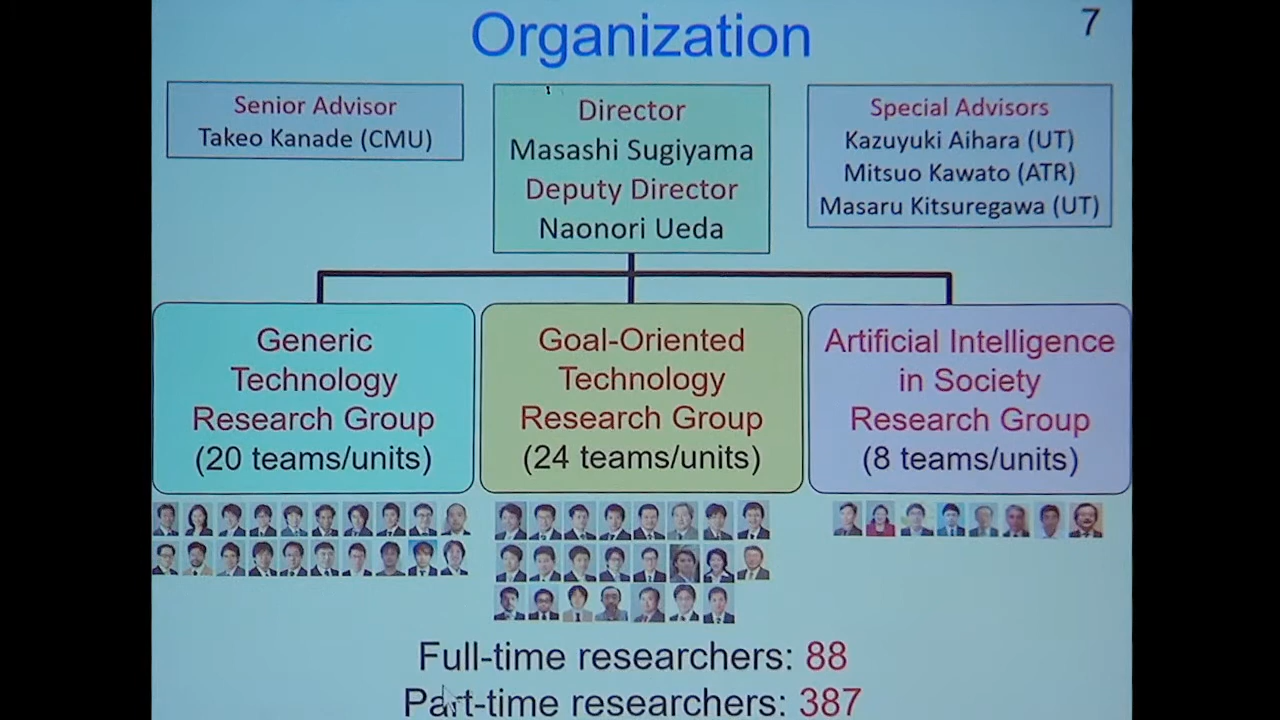 Organization
7
Senior Advisor
Takeo Kanade (CMU)
Director
Masashi Sugiyama
Deputy Director
Naonori Ueda
Special Advisors
Kazuyuki Aihara (UT)
Mitsuo Kawato (ATR)
Masaru Kitsuregawa (UT)
Generic
Technology
Research Group
(20 teams/units)
Goal-Oriented
Technology
Research Group
(24 teams/units)
Artificial Intelligence
in Society
Research Group
(8 teams/units)
Full-time researchers: 88
Part-time researchers: 387